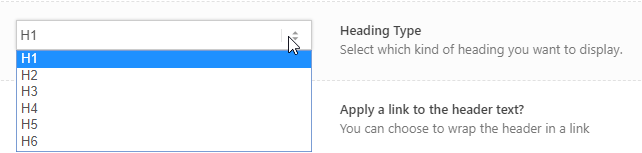 H1
Heading Type
Select which kind of heading you want to display.
H1
H2
H3
H4
H5
H6
Apply a link to the header text?
You can choose to wrap the header in a link